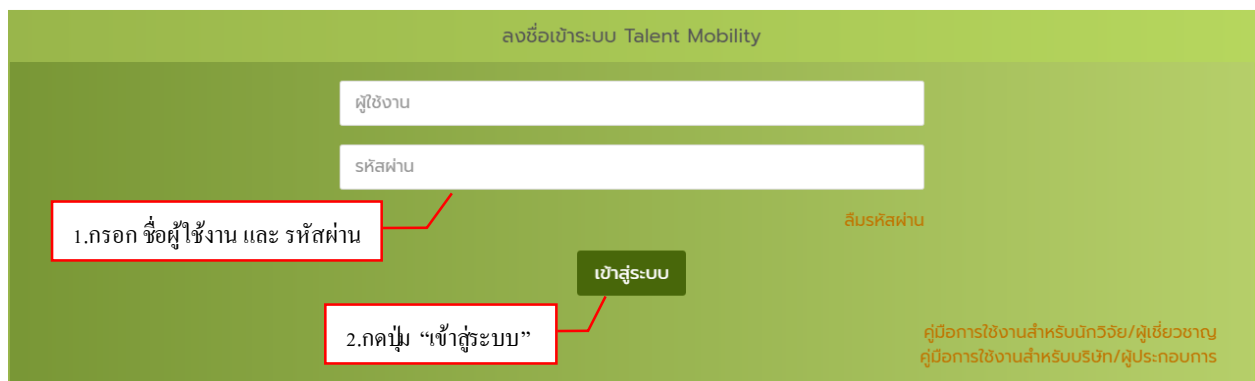 ลงชื่อเข้าระบบ Talent Mobility
ผู้ใช้งาน
รหัสผ่าน
1.กรอก ชื่อผู้ใช้งาน และ รหัสผ่าน
ลืมรหัสผ่าน
เข้าสู่ระบบ
2.กดปุ่ม “เข้าสู่ระบบ”
คู่มือการใช้งานสำหรับนักวิจัย/ผู้เชี่ยวชาญ
คู่มือการใช้งานสำหรับบริษัท/ผู้ประกอบการ